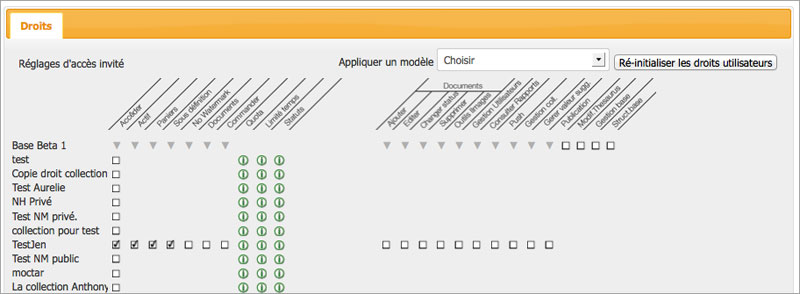 Droits
Réglages d'accès invité
Appliquer un modèle
Choisir
Ré-initialiser les droits utilisateurs
Documents
Accéder
Actif
Paniers
Sous définition
No Watermark
Documents
Commander
Quota
Limité temps
Statuts
Ajouter
Editer
Changer status
Supprimer
Outils Images
Gestion Utilisateurs
Consulter Rapports
Push
Gestion coll.
Gerer valeur sugg.
Publication
Modif.Thesaurus
Gestion base
Struct.base
Base Beta 1
test
Copie droit collection
Test Aurelie
NH Privé
Test NM privé.
collection pour test
TestJen
Test NM public
moctar
La collection Anthony